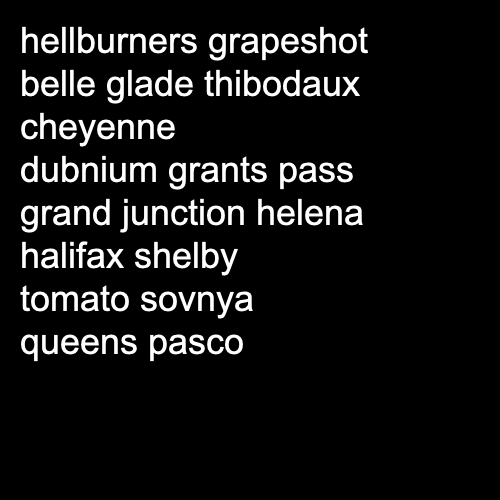 hellburners grapeshot
belle glade thibodaux
cheyenne
dubnium grants pass
grand junction helena
halifax shelby
tomato sovnya
queens pasco